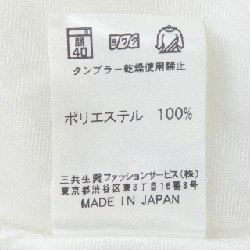 40
タンブラー乾燥使用禁止
ポリエステル 100%
三共生興ファッションサービス(株)
東京都渋谷区東3丁目16番3号
MADE IN JAPAN